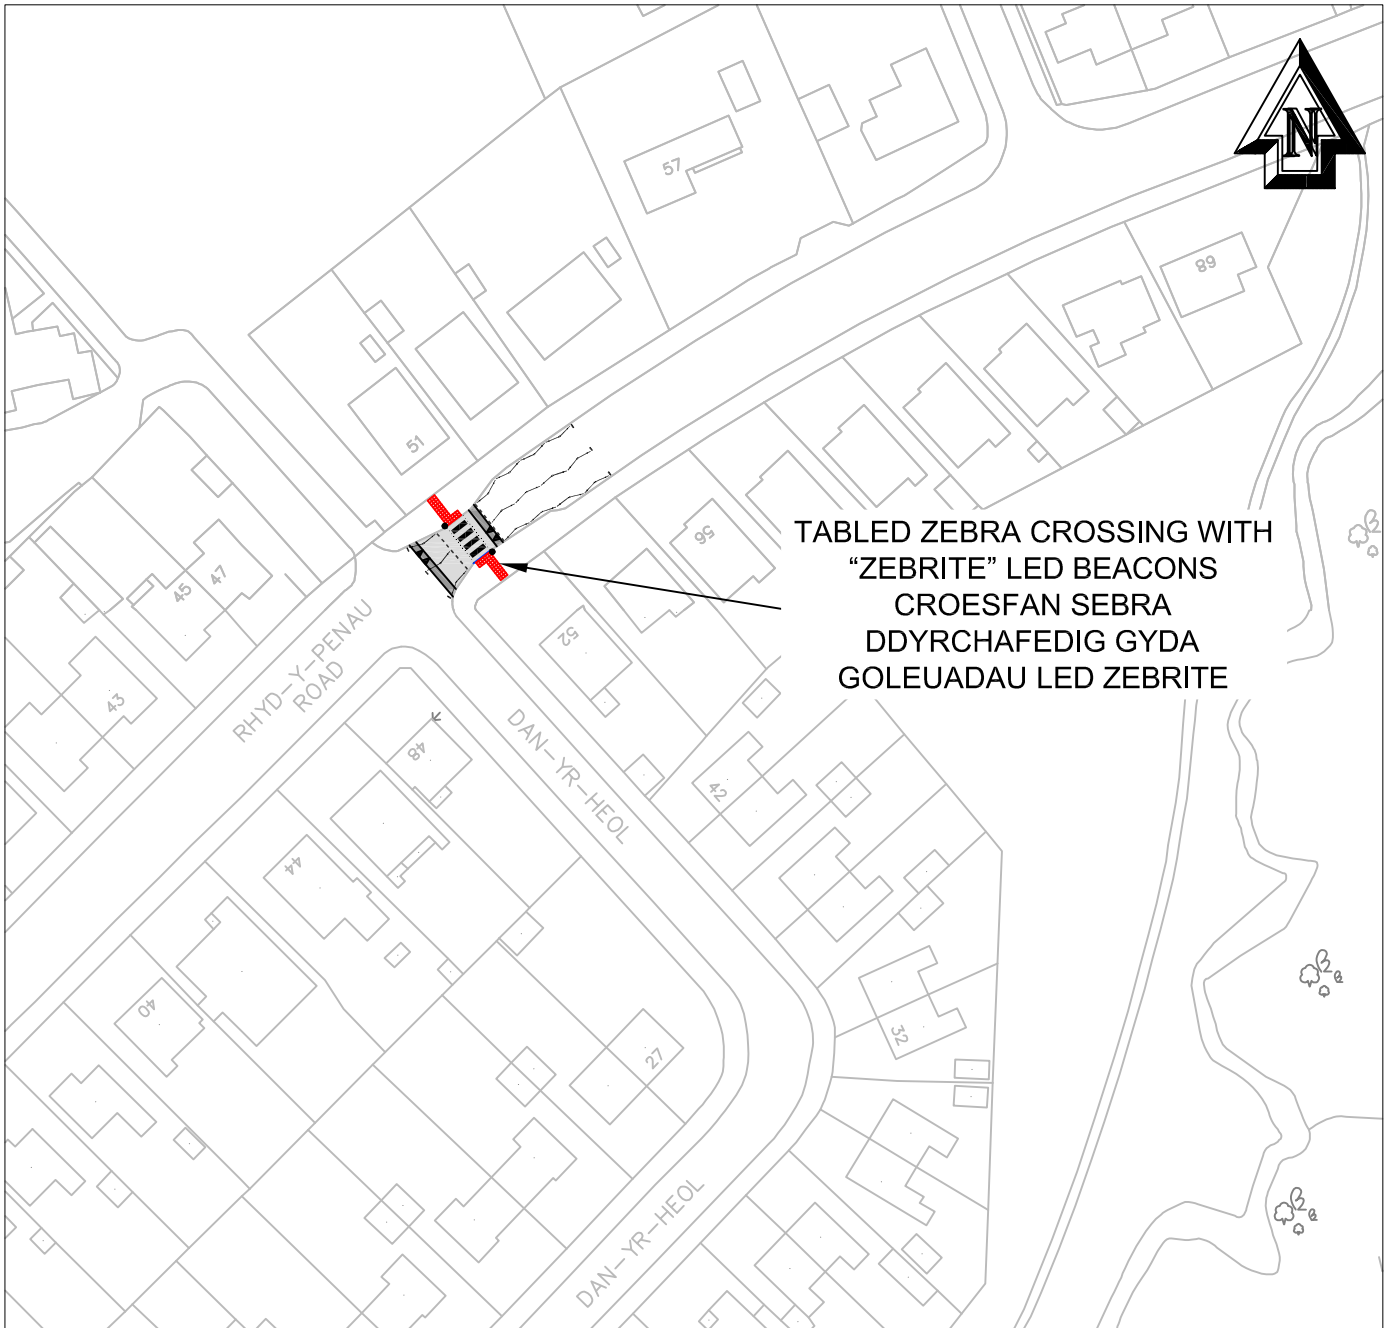 N
57
68
51
56
TABLED ZEBRA CROSSING WITH
“ZEBRITE” LED BEACONS
CROESFAN SEBRA
DDYRCHAFEDIG GYDA
GOLEUADAU LED ZEBRITE
45
47
52
43
RHYD-Y-PENAU
ROAD
48
DAN-YR-HEOL
42
44
40
32
27
DAN-YR-HEOL